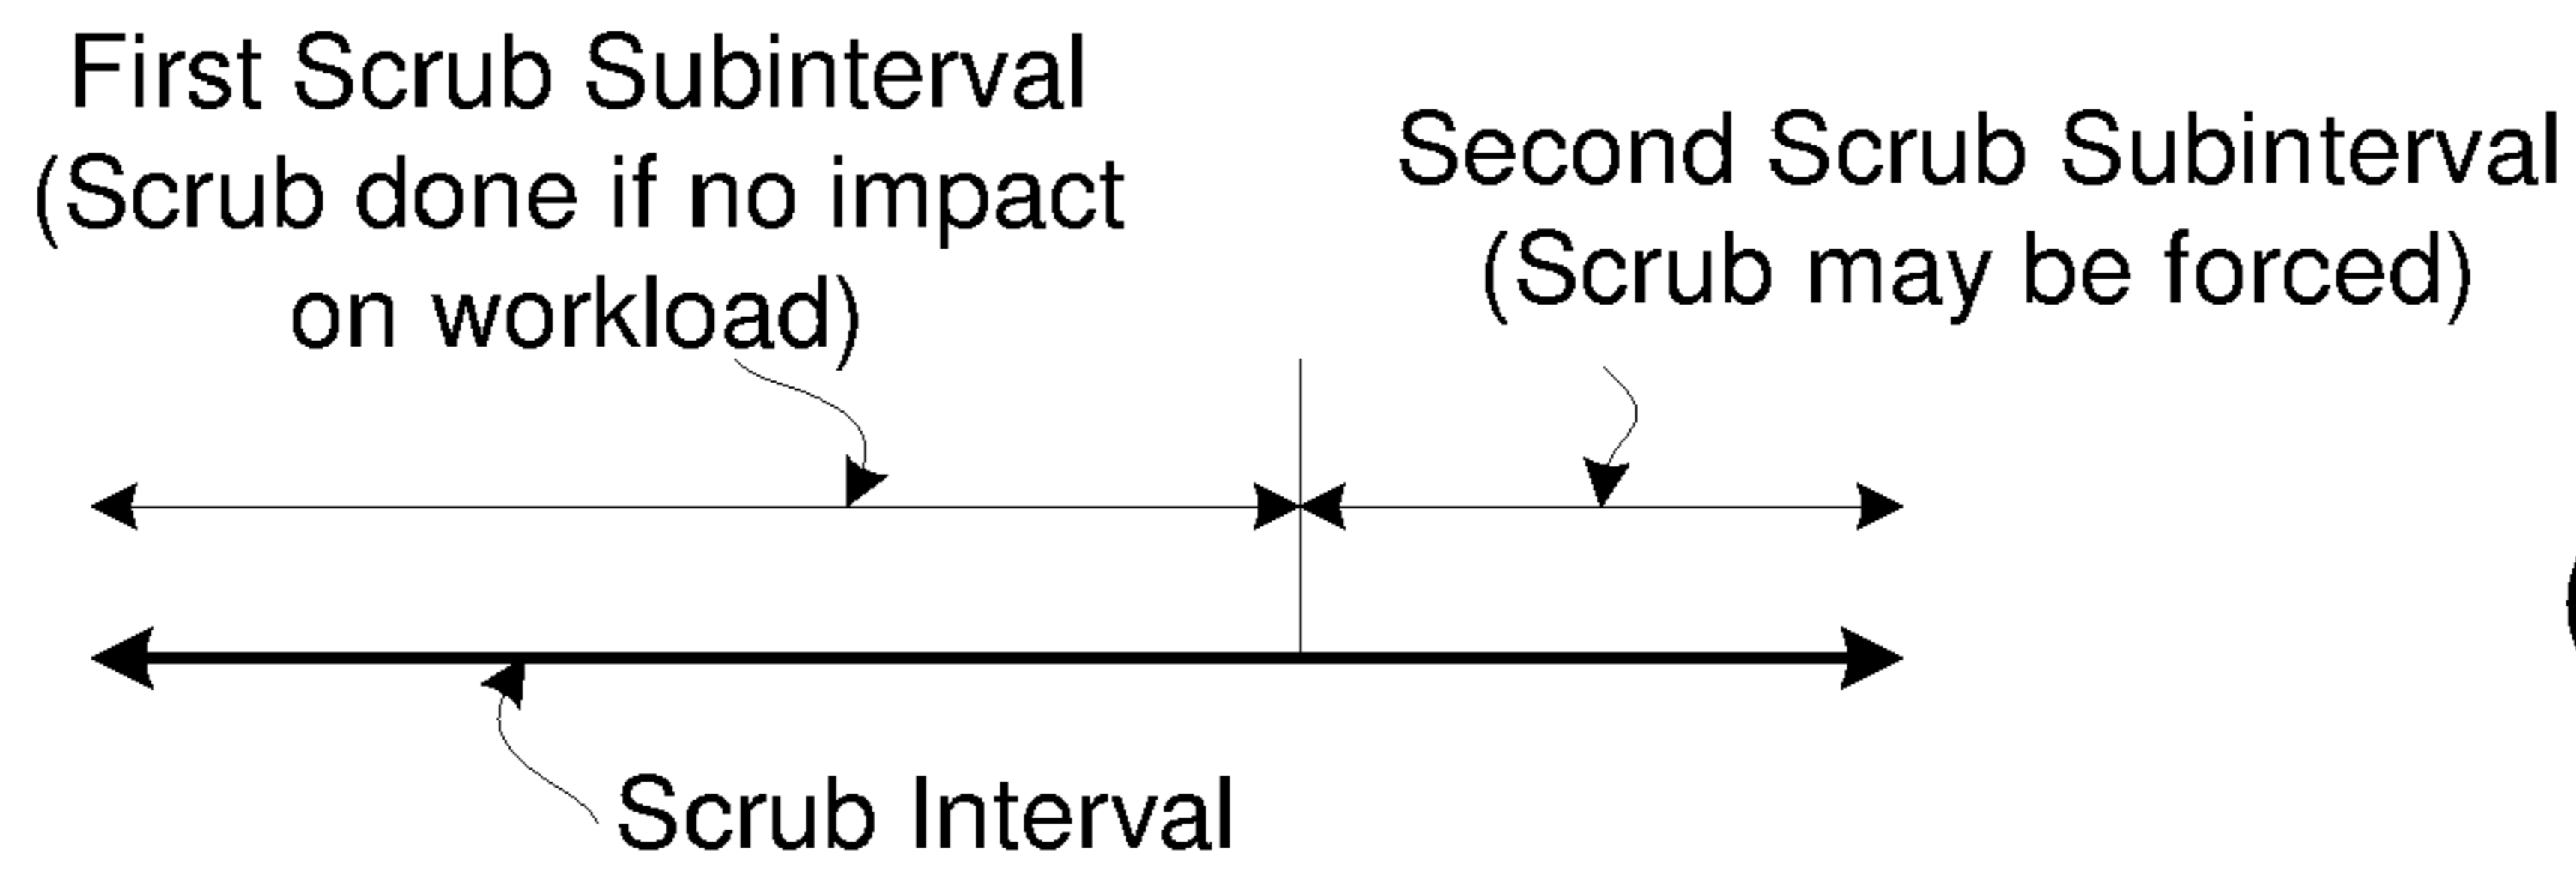 First Scrub Subinterval
(Scrub done if no impact
on workload)
Second Scrub Subinterval
(Scrub may be forced)
Scrub Interval